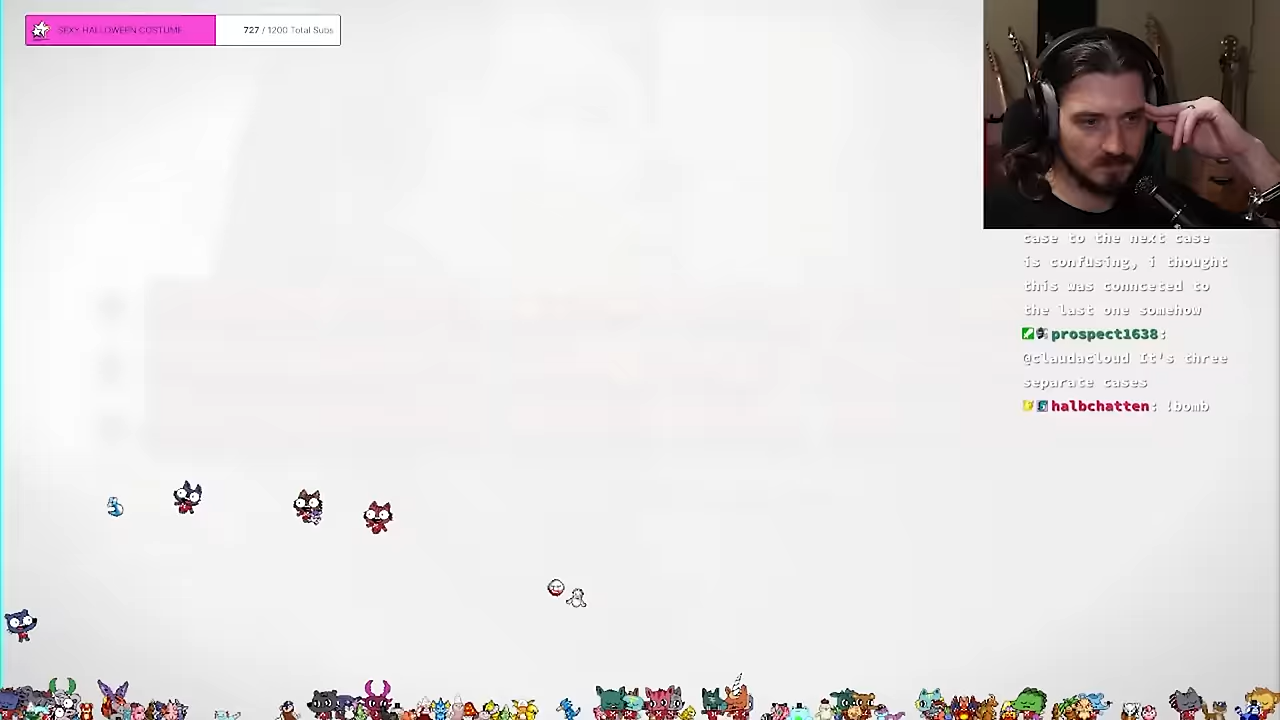 SEXY HALLOWEEN COSTUME
727 / 1200 Total Subs
case to the next case
is confusing, i thought
this was connceted to
the last one somehow
prospect1638:
@claudacloud It's three
separate cases
halbchatten: !bomb